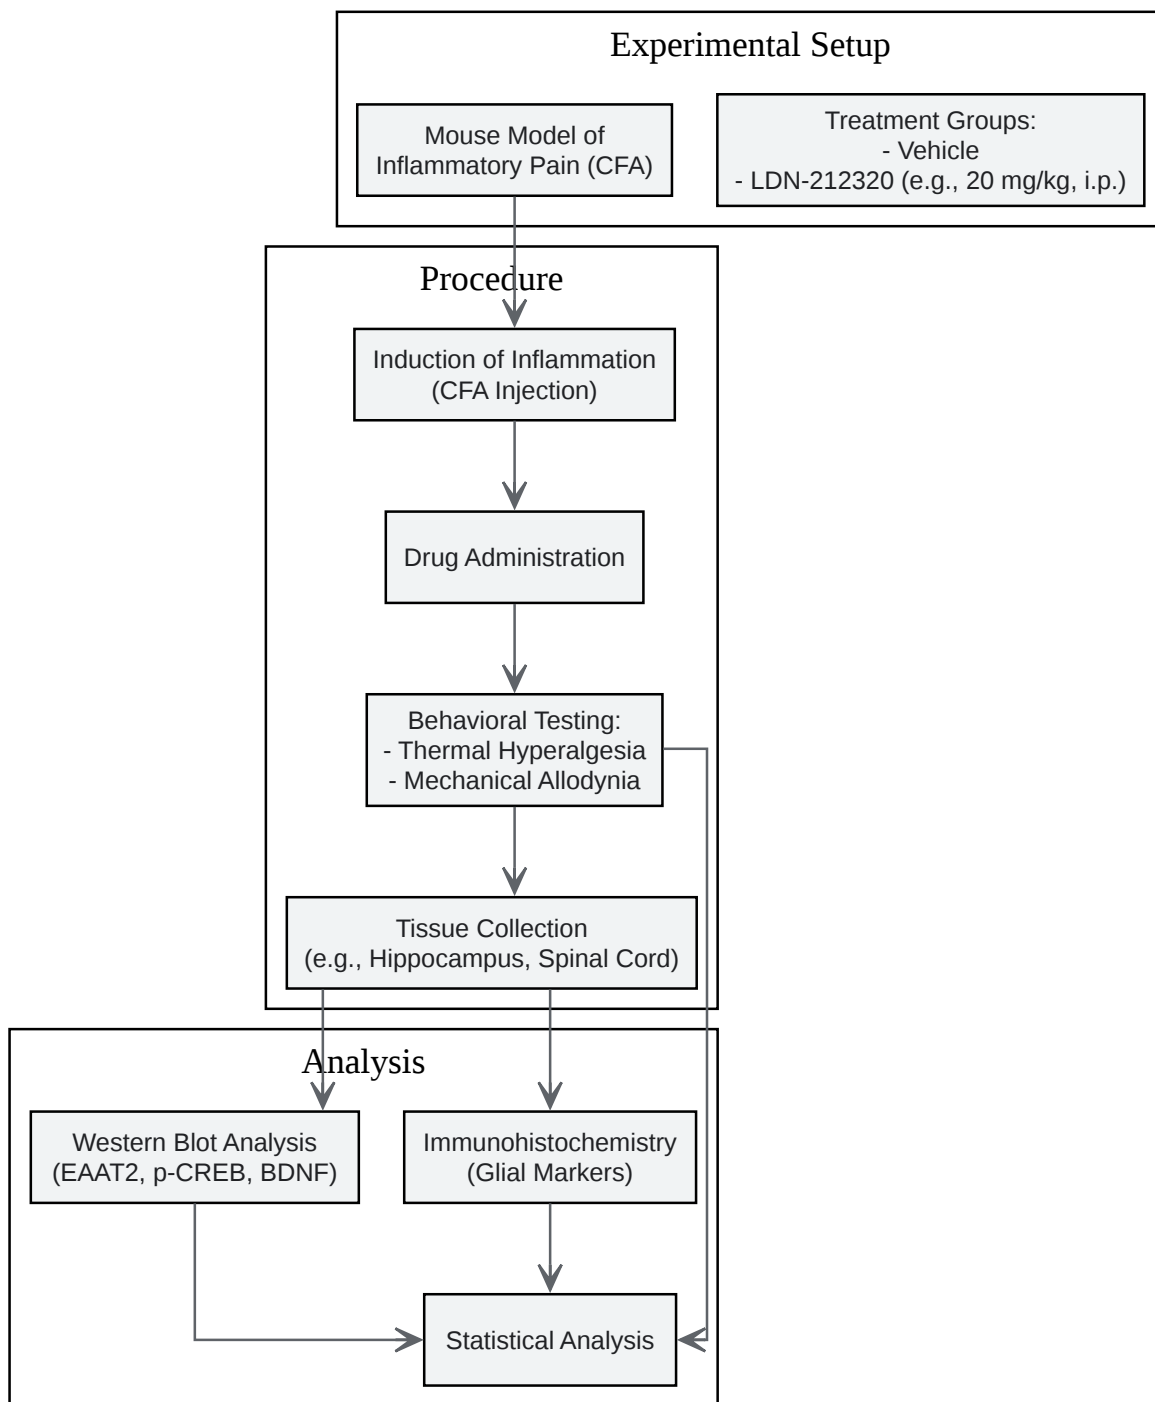 Experimental Setup
Mouse Model of
Inflammatory Pain (CFA)
Treatment Groups:
- Vehicle
- LDN-212320 (e.g., 20 mg/kg, i.p.)
Procedure
Induction of Inflammation
(CFA Injection)
Drug Administration
Behavioral Testing:
- Thermal Hyperalgesia
- Mechanical Allodynia
Tissue Collection
(e.g., Hippocampus, Spinal Cord)
Analysis
Western Blot Analysis
(EAAT2, p-CREB, BDNF)
Immunohistochemistry
(Glial Markers)
Statistical Analysis